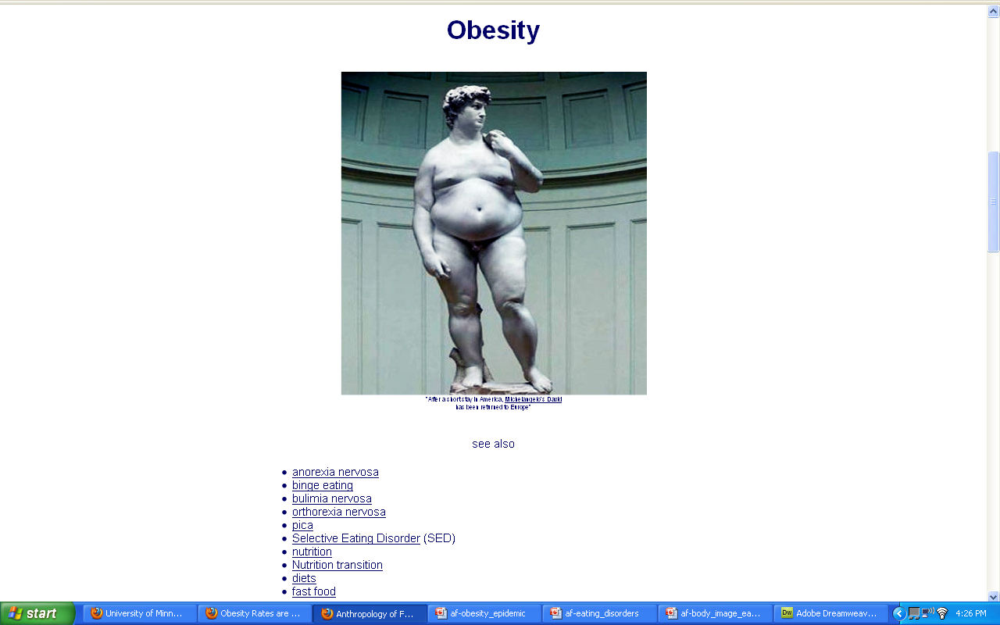 Obesity
"After a short stay in America, Michelangelo's David
has been returned to Europe"
see also
anorexia nervosa
binge eating
bulimia nervosa
orthorexia nervosa
pica
Selective Eating Disorder (SED)
nutrition
Nutrition transition
diets
fast food
start
University of Minn...
Obesity Rates are ...
Anthropology of F...
af-obesity_epidemic
af-eating_disorders
af-body_image_ea...
Dw Adobe Dreamweav...
4:26 PM